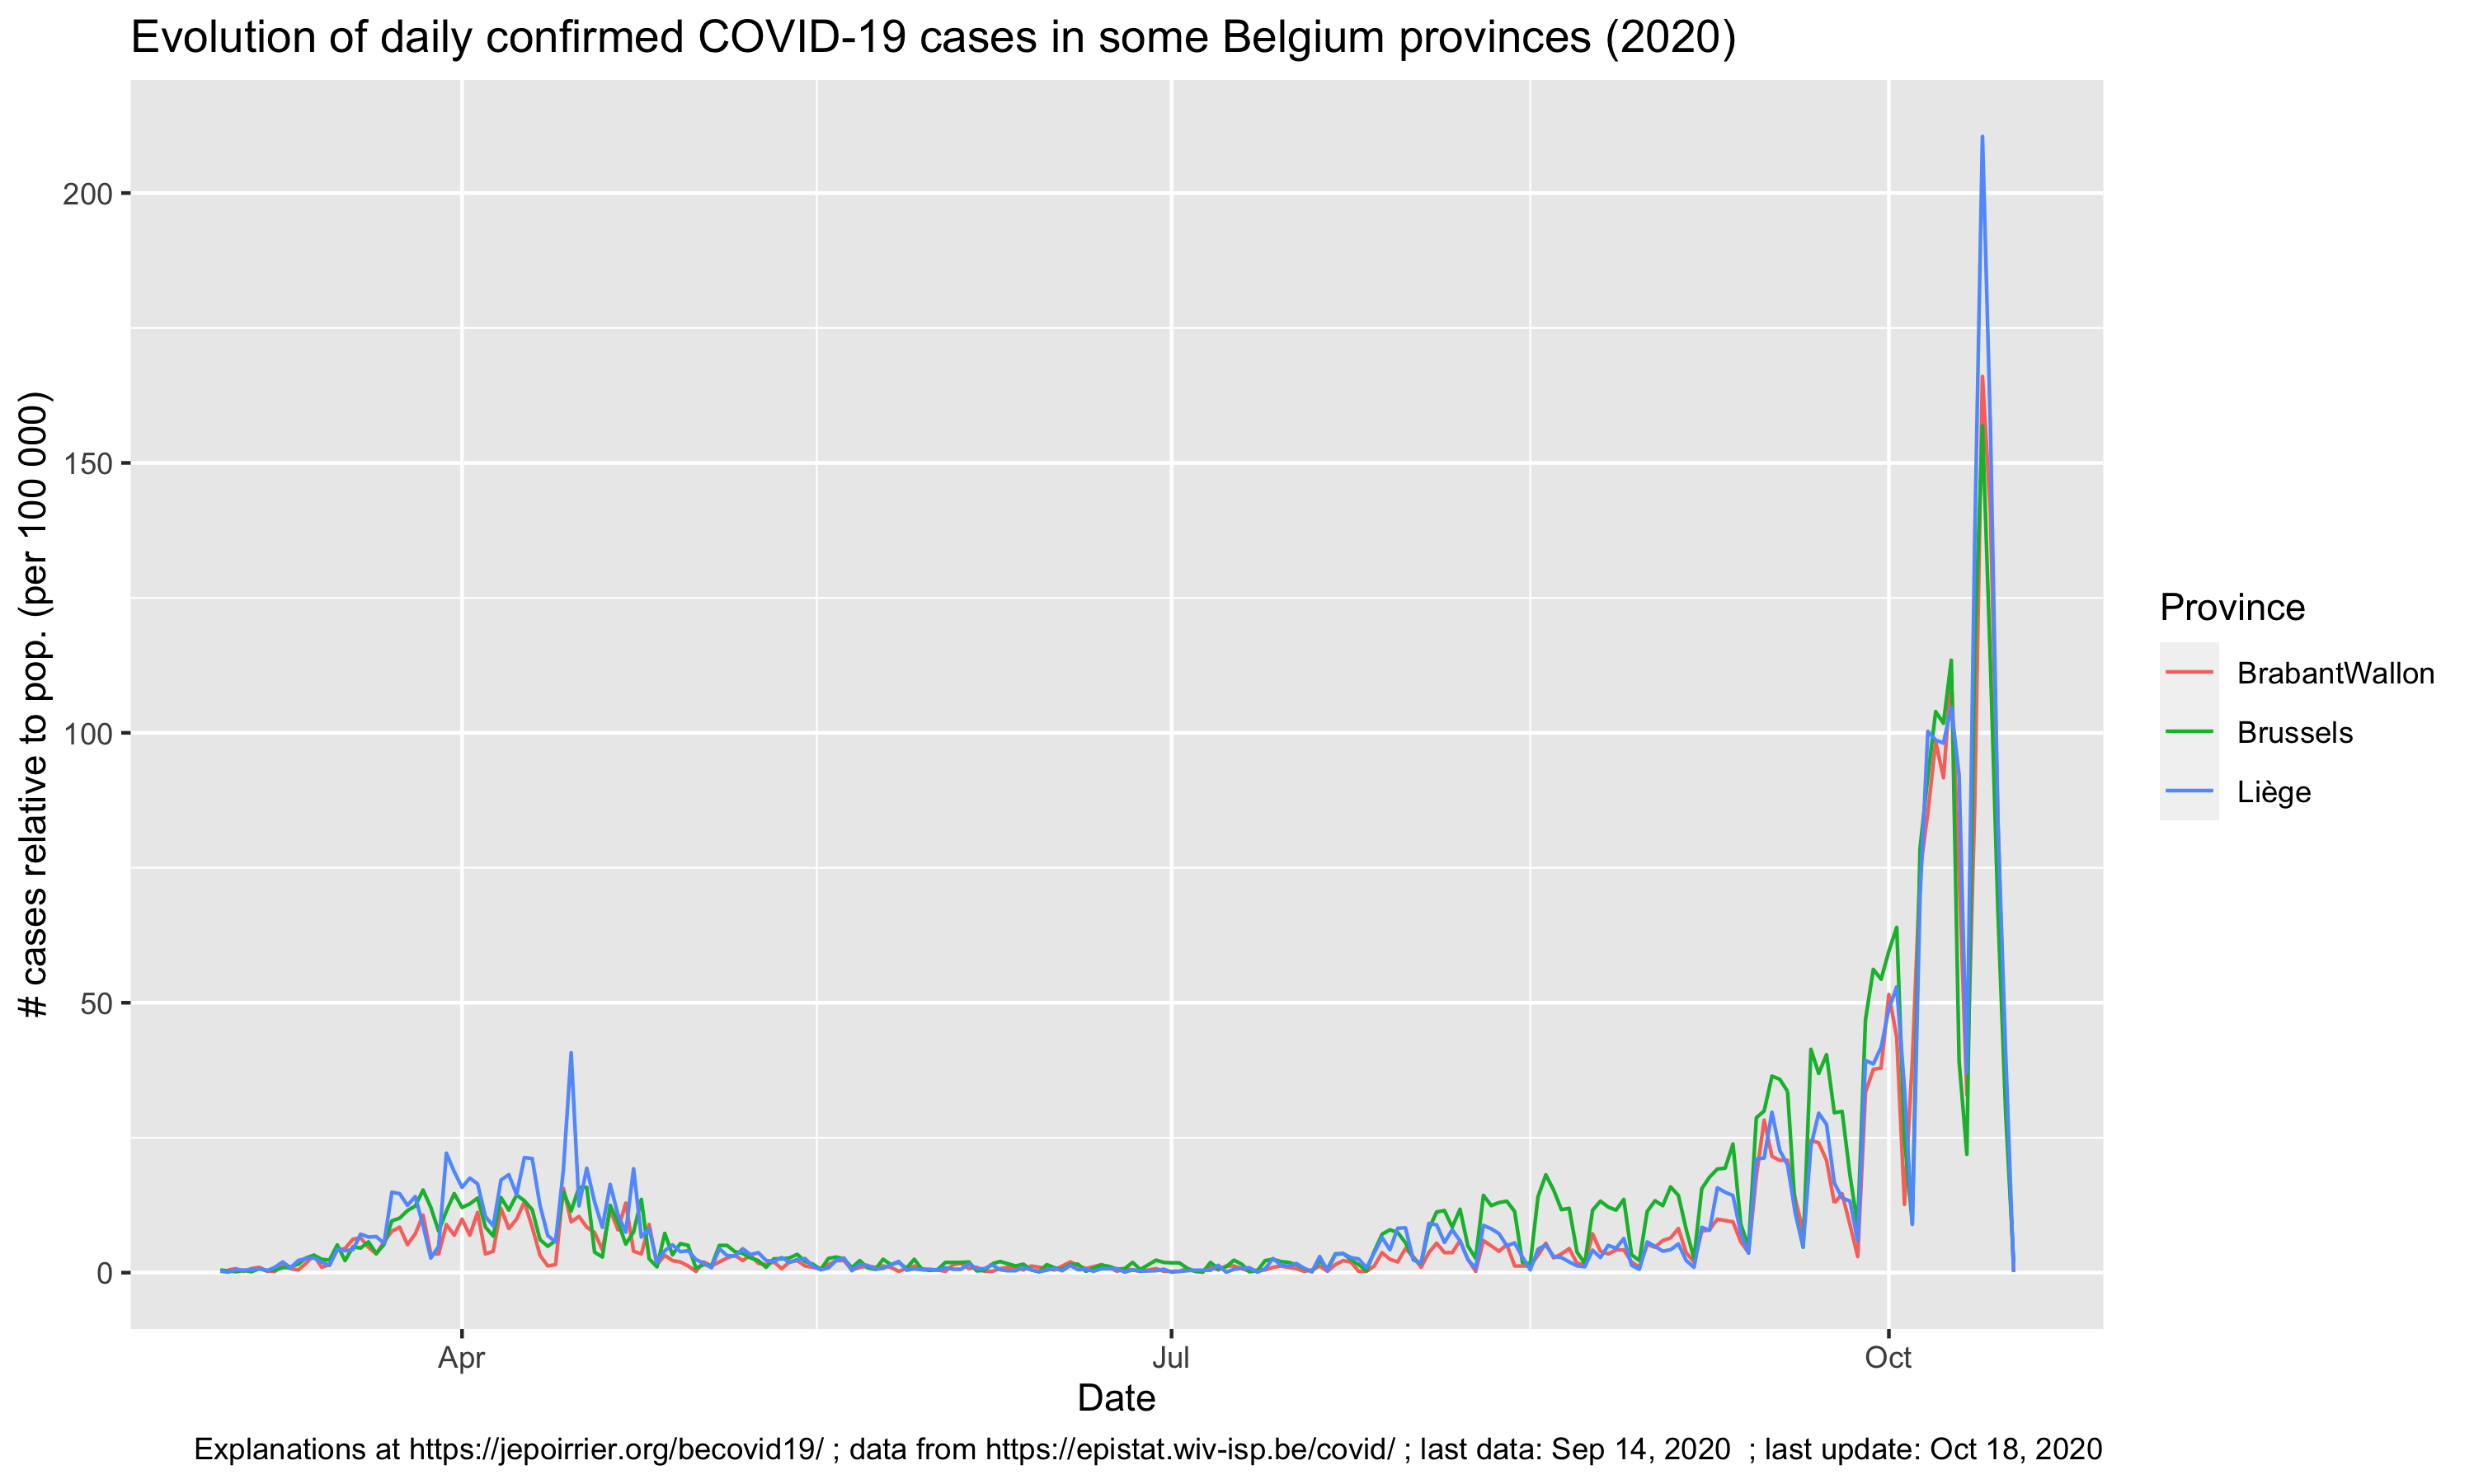 Evolution of daily confirmed COVID-19 cases in some Belgium provinces (2020)
# cases relative to pop. (per 100 000)
200
150
100
50
0
Apr
Jul
Oct
Date
Province
BrabantWallon
Brussels
Liège
Explanations at https://jepoirrier.org/becovid19/ ; data from https://epistat.wiv-isp.be/covid/ ; last data: Sep 14, 2020  ; last update: Oct 18, 2020